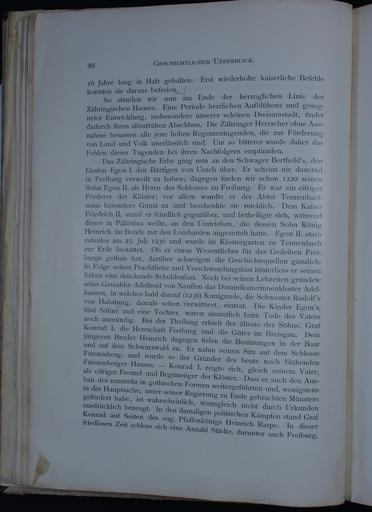 50
GESCHICHTLICHER UEBERBLICK.
16 Jahre lang in Haft gehalten. Erst wiederholte kaiserliche Befehle
konnten sie daraus befreien.
So ständen wir nun am Ende der herzoglichen Linie des
Zähringischen Hauses. Eine Periode herrlichen Aufblühens und geseg-
neter Entwicklung, insbesondere unserer schönen Dreisamstadt, findet
dadurch ihren allzufrühen Abschluss. Die Zähringer Herrscher ohne Aus-
nahme besassen alle jene hohen Regententugenden, die zur Förderung
von Land und Volk unerlässlich sind. Um so bitterer wurde daher das
Fehlen dieser Tugenden bei ihren Nachfolgern empfunden.
Das Zähringische Erbe ging nun an den Schwager Berthold's, den
Grafen Egon I. den Bärtigen von Urach über. Er scheint nie dauernd
in Freiburg verweilt zu haben; dagegen finden wir schon 1220 seinen
Sohn Egon II. als Herrn des Schlosses zu Freiburg. Er war ein eifriger
Förderer der Klöster; vor allem wandte er der Abtei Tennenbach
seine besondere Gunst zu und beschenkte sie reichlich. Dem Kaiser
Friedrich II. stand er feindlich gegenüber, und betheiligte sich, während
dieser in Palästina weilte, an den Umtrieben, die dessen Sohn König
Heinrich im Bunde mit den Lombarden angezettelt hatte. Egon II. starb
ruhmlos am 25. Juli 1236 und wurde im Klostergarten zu Tennenbach
zur Erde bestattet. Ob er etwas Wesentliches für das Gedeihen Frei-
burgs gethan hat, darüber schweigen die Geschichtsquellen gänzlich.
In Folge seiner Prachtliebe und Verschwendungslust hinterliess er seinen
Erben eine drückende Schuldenlast. Noch bei seinen Lebzeiten gründete
seine Gemahlin Adelheid von Neuffen das Dominikanerinnenkloster Adel-
hausen, in welches bald darauf (1236) Kunigunde, die Schwester Rudolf's
von Habsburg, damals schon verwittwet, eintrat. Die Kinder Egon's,
fünf Söhne und eine Tochter, waren sämmtlich beim Tode des Vaters
noch unmündig. Bei der Theilung erhielt der älteste der Söhne, Graf
Konrad I., die Herrschaft Freiburg und die Güter im Breisgau. Dem
jüngeren Bruder Heinrich dagegen fielen die Besitzungen in der Baar
und auf dem Schwarzwald zu. Er nahm seinen Sitz auf dem Schlosse
Fürstenberg, und wurde so der Gründer des heute noch blühenden
Fürstenberger Hauses. — Konrad I. zeigte sich, gleich seinem Vater,
als eifriger Freund und Begünstiger der Klöster. Dass er auch den Aus-
bau des nunmehr in gothischen Formen weitergeführten und, wenigstens
in der Hauptsache, unter seiner Regierung zu Ende gebrachten Münsters
gefördert habe, ist wahrscheinlich, wenngleich nicht durch Urkunden
ausdrücklich bezeugt. In den damaligen politischen Kämpfen stand Graf
Konrad auf Seiten des sog. Pfaffenkönigs Heinrich Raspe. In dieser
friedlosen Zeit schloss sich eine Anzahl Städte, darunter auch Freiburg,